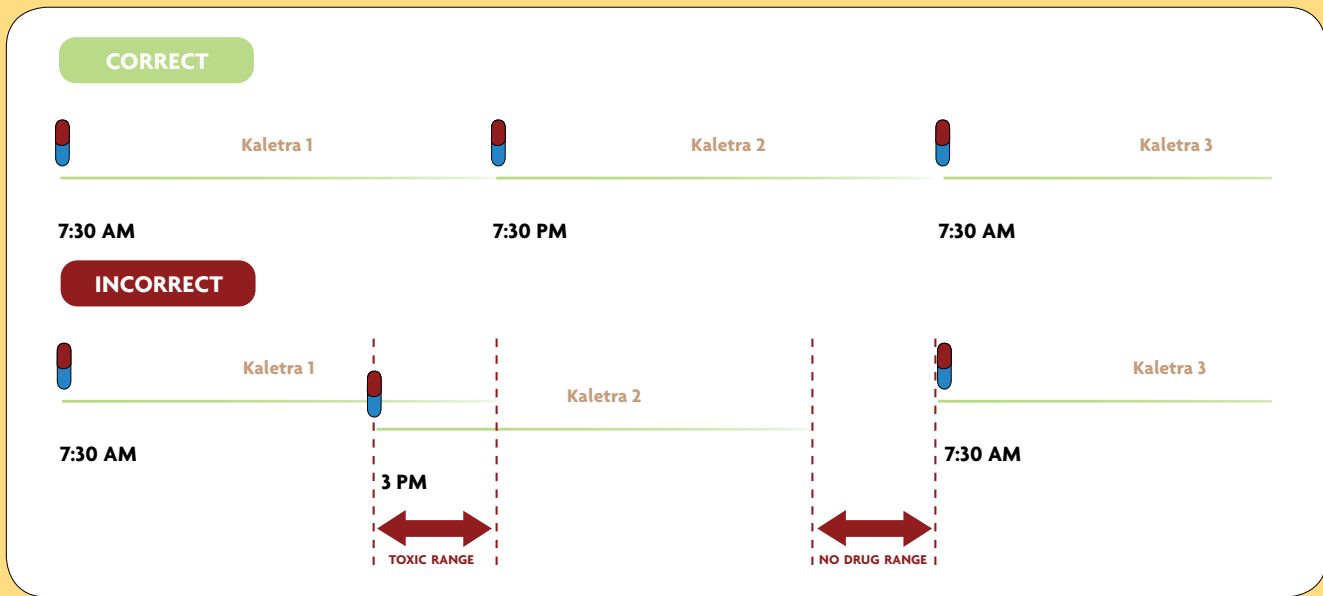 CORRECT
Kaletra 1
Kaletra 2
Kaletra 3
7:30 AM
7:30 PM
7:30 AM
INCORRECT
Kaletra 1
Kaletra 2
Kaletra 3
7:30 AM
3 PM
7:30 AM
TOXIC RANGE
NO DRUG RANGE